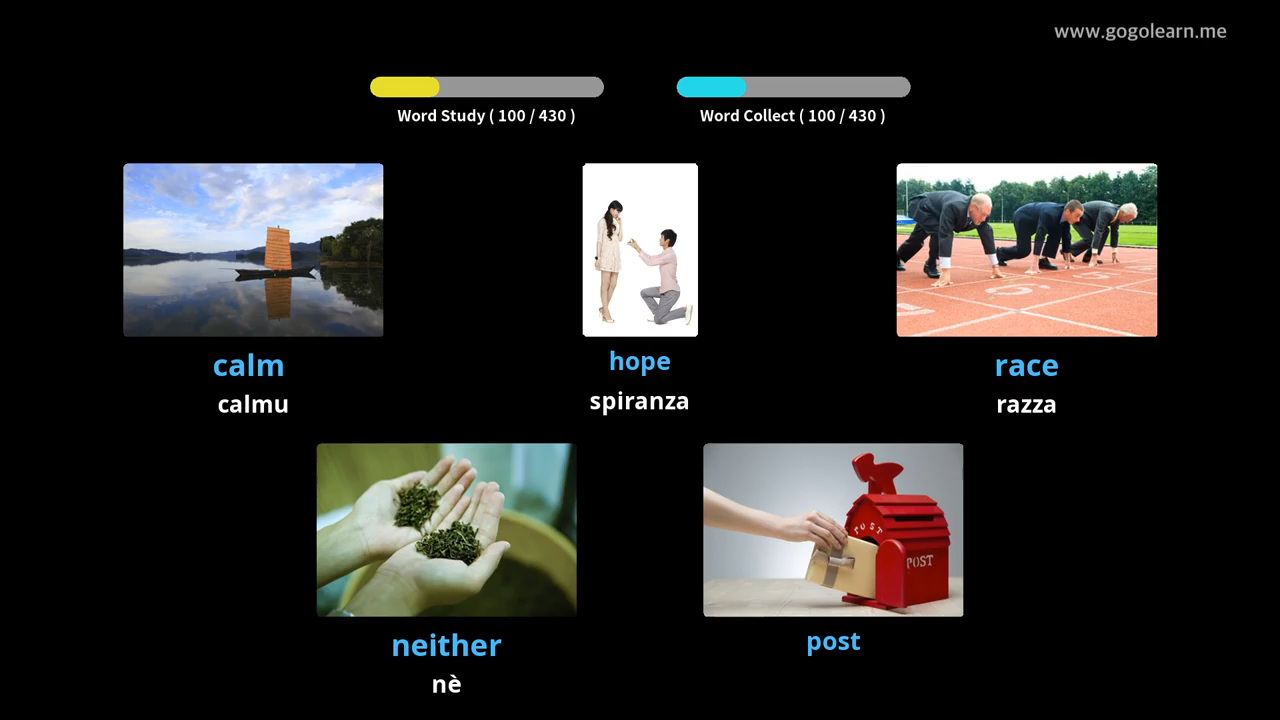 www.gogolearn.me
Word Study ( 100 / 430 )
Word Collect ( 100 / 430 )
calm
calmu
hope
spiranza
race
razza
neither
nè
POST
POST
post